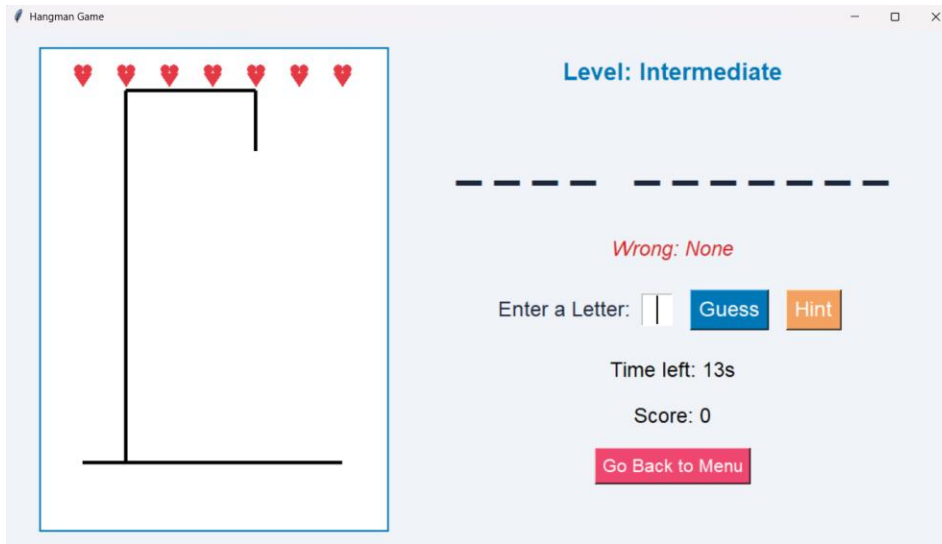 Hangman Game
Level: Intermediate
_ _ _ _  _ _ _ _ _ _ _
Wrong: None
Enter a Letter: Guess Hint
Time left: 13s
Score: 0
Go Back to Menu